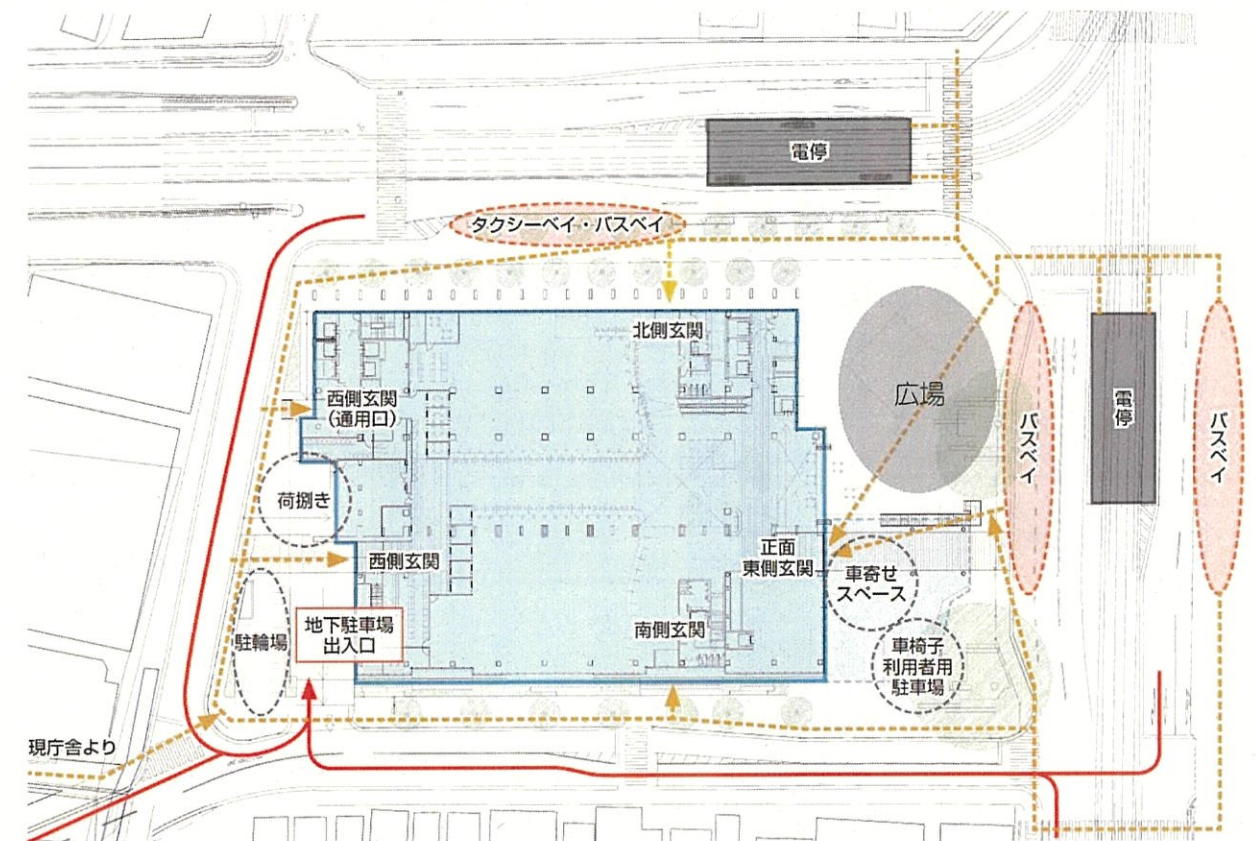 電停
タクシーベイ・バスベイ
北側玄関
広場
西側玄関
(通用口)
電停
バスベイ
バスベイ
荷捌き
西側玄関
正面
東側玄関
車寄せ
スペース
地下駐車場
出入口
駐輪場
南側玄関
車椅子
利用者用
駐車場
現庁舎より